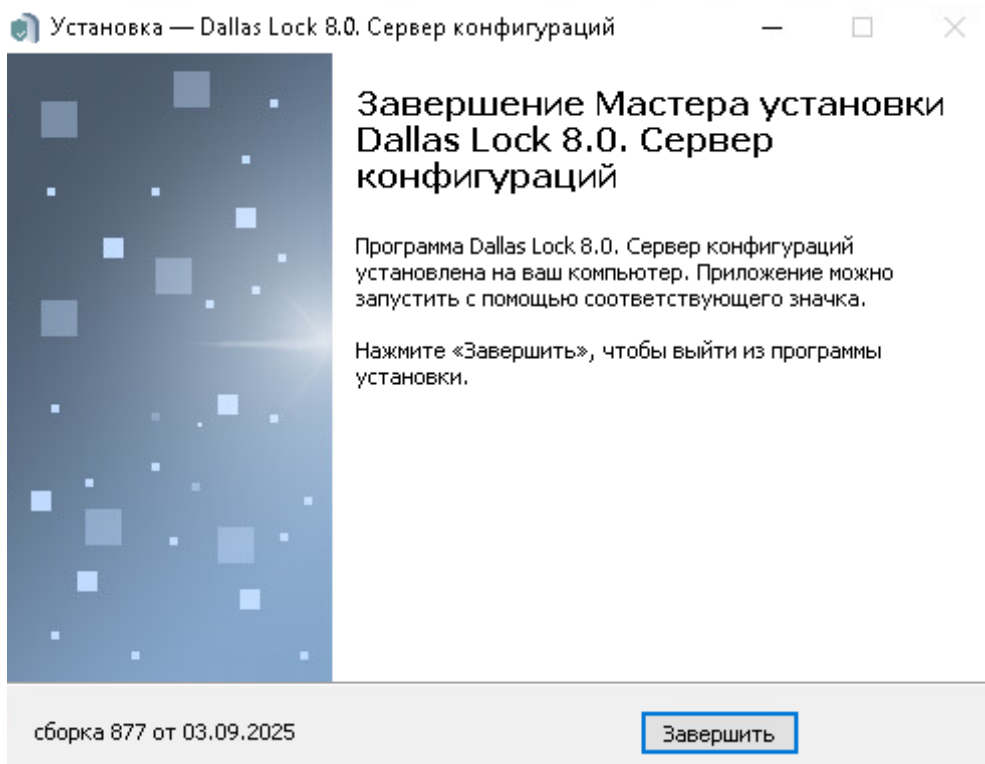 Установка — Dallas Lock 8.0. Сервер конфигураций
Завершение Мастера установки
Dallas Lock 8.0. Сервер
конфигураций
Программа Dallas Lock 8.0. Сервер конфигураций
установлена на ваш компьютер. Приложение можно
запустить с помощью соответствующего значка.
Нажмите «Завершить», чтобы выйти из программы
установки.
сборка 877 от 03.09.2025
Завершить